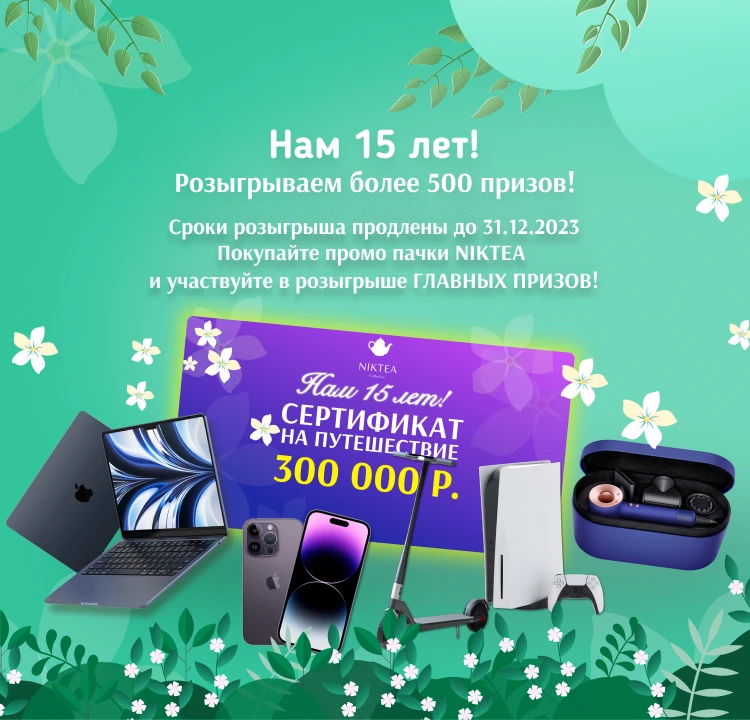 Нам 15 лет!
Розыгрываем более 500 призов!
Сроки розыгрыша продлены до 31.12.2023
Покупайте промо пачки NIKTEA
и участвуйте в розыгрыше ГЛАВНЫХ ПРИЗОВ!
NIKTEA
Нам 15 лет!
СЕРТИФИКАТ
НА ПУТЕШЕСТВИЕ
300 000 Р.